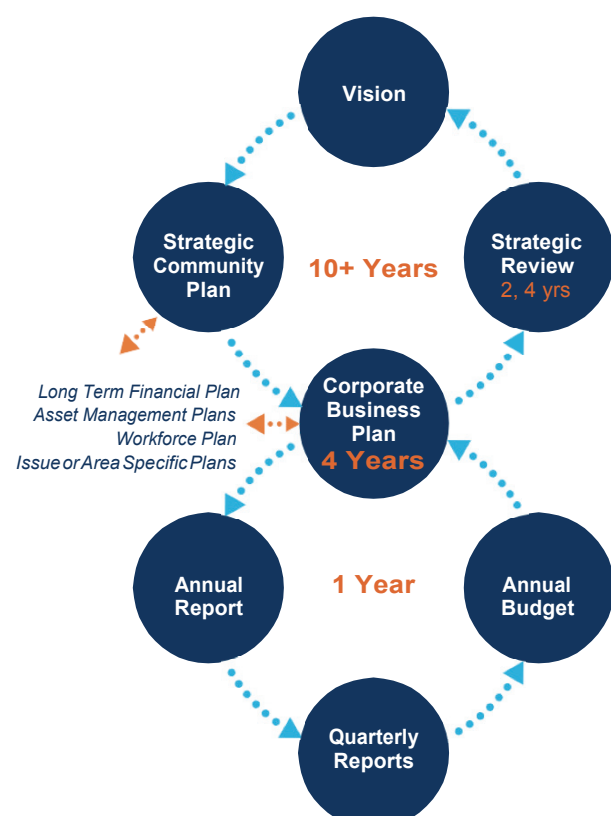 Vision
Strategic
Community
Plan
10+ Years
Strategic
Review
2, 4 yrs
Long Term Financial Plan
Asset Management Plans
Workforce Plan
Issue or Area Specific Plans
Corporate
Business
Plan
4 Years
Annual
Report
1 Year
Annual
Budget
Quarterly
Reports